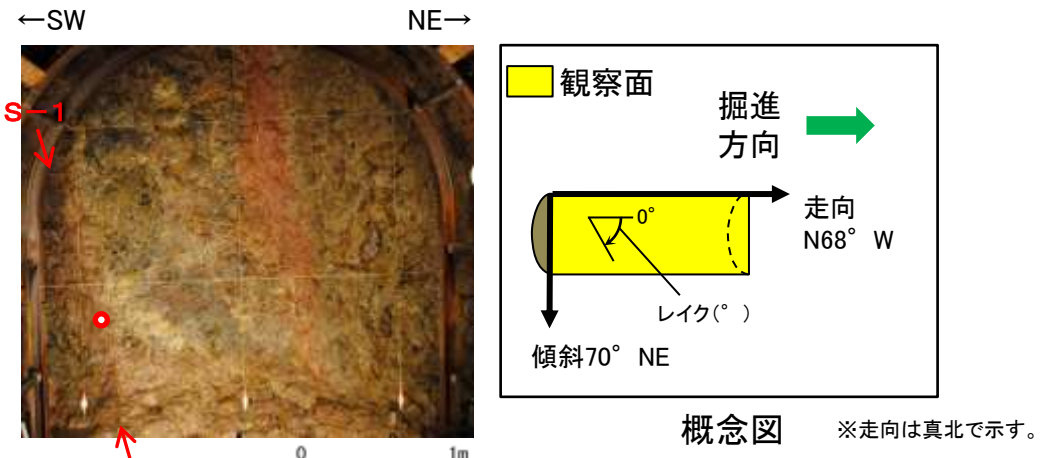 ←SW
NE→
S-1
0
1m
観察面
掘進
方向
0°
走向
N68° W
レイク(° )
傾斜70° NE
概念図
※走向は真北で示す。